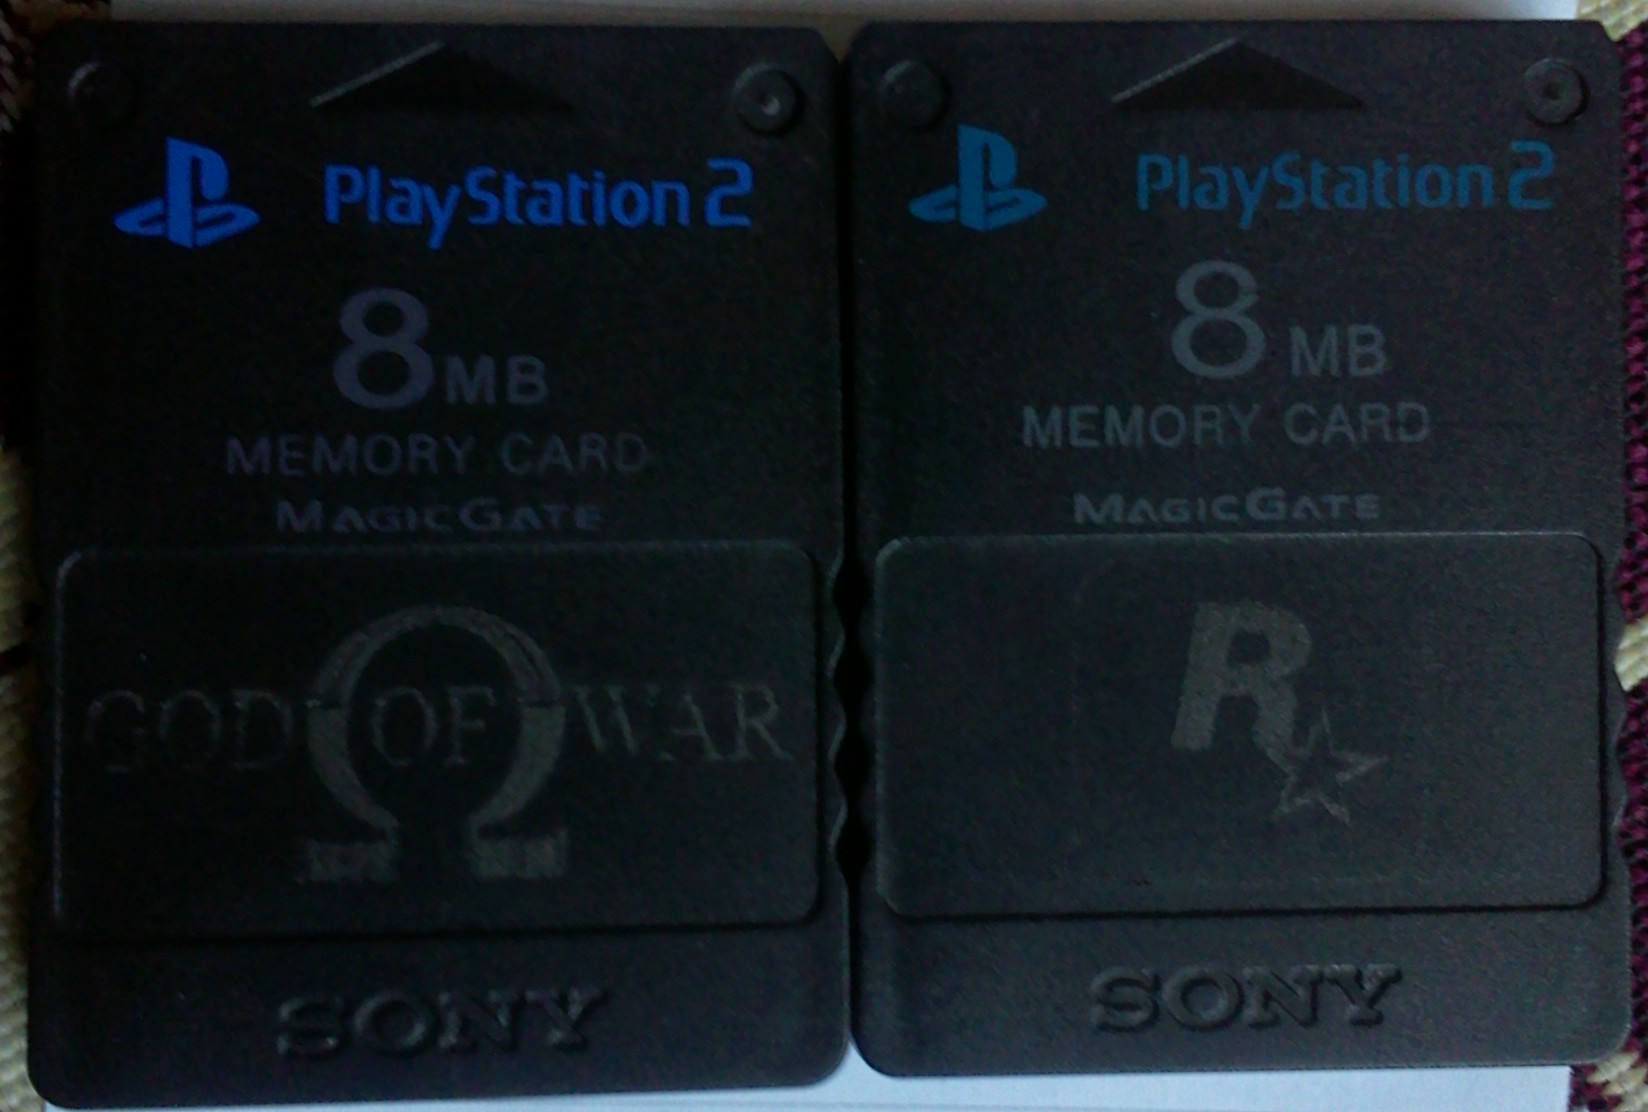 PlayStation 2
8 MB
MEMORY CARD
MAGICGATE
GOD OF WAR
SONY
PlayStation 2
8 MB
MEMORY CARD
MAGICGATE
R
SONY